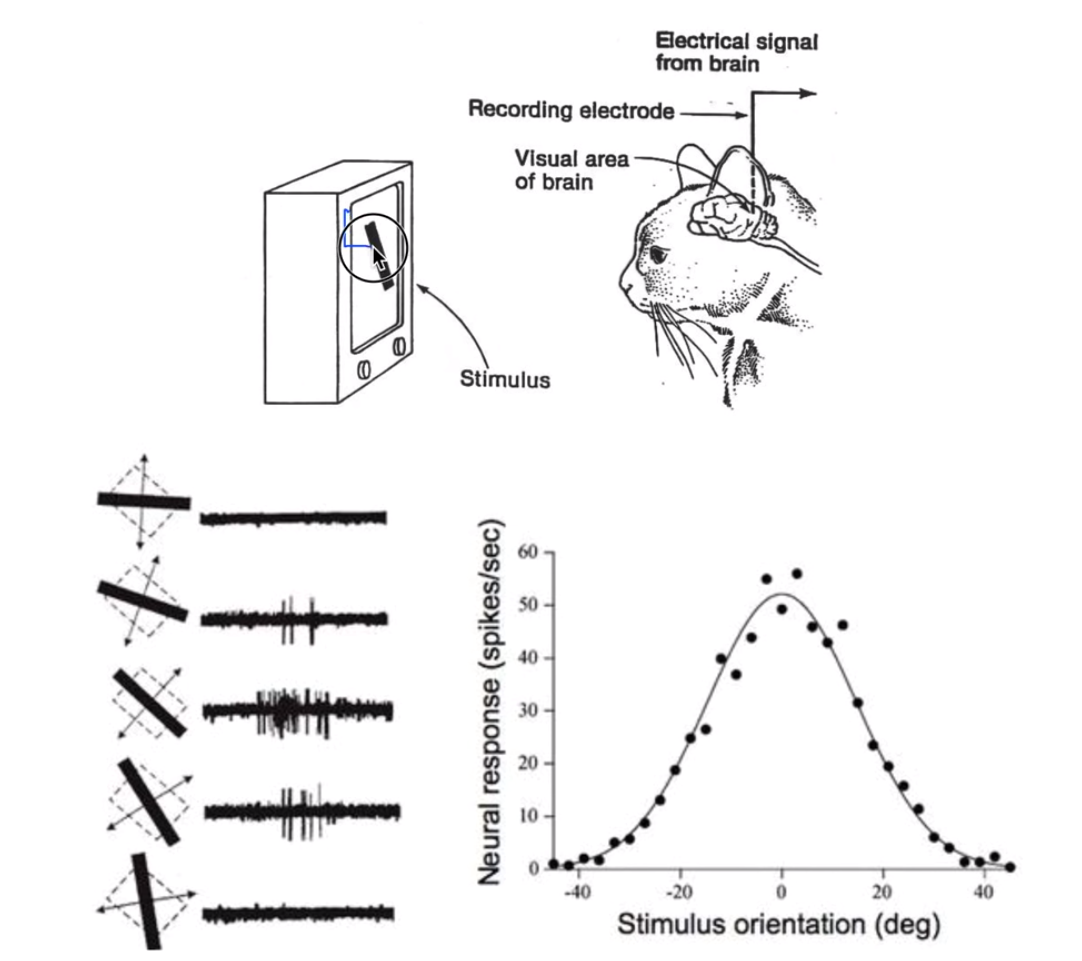 Electrical signal
from brain
Recording electrode
Visual area
of brain
Stimulus
Neural response (spikes/sec)
60
50
40
30
20
10
0
-40 -20 0 20 40
Stimulus orientation (deg)